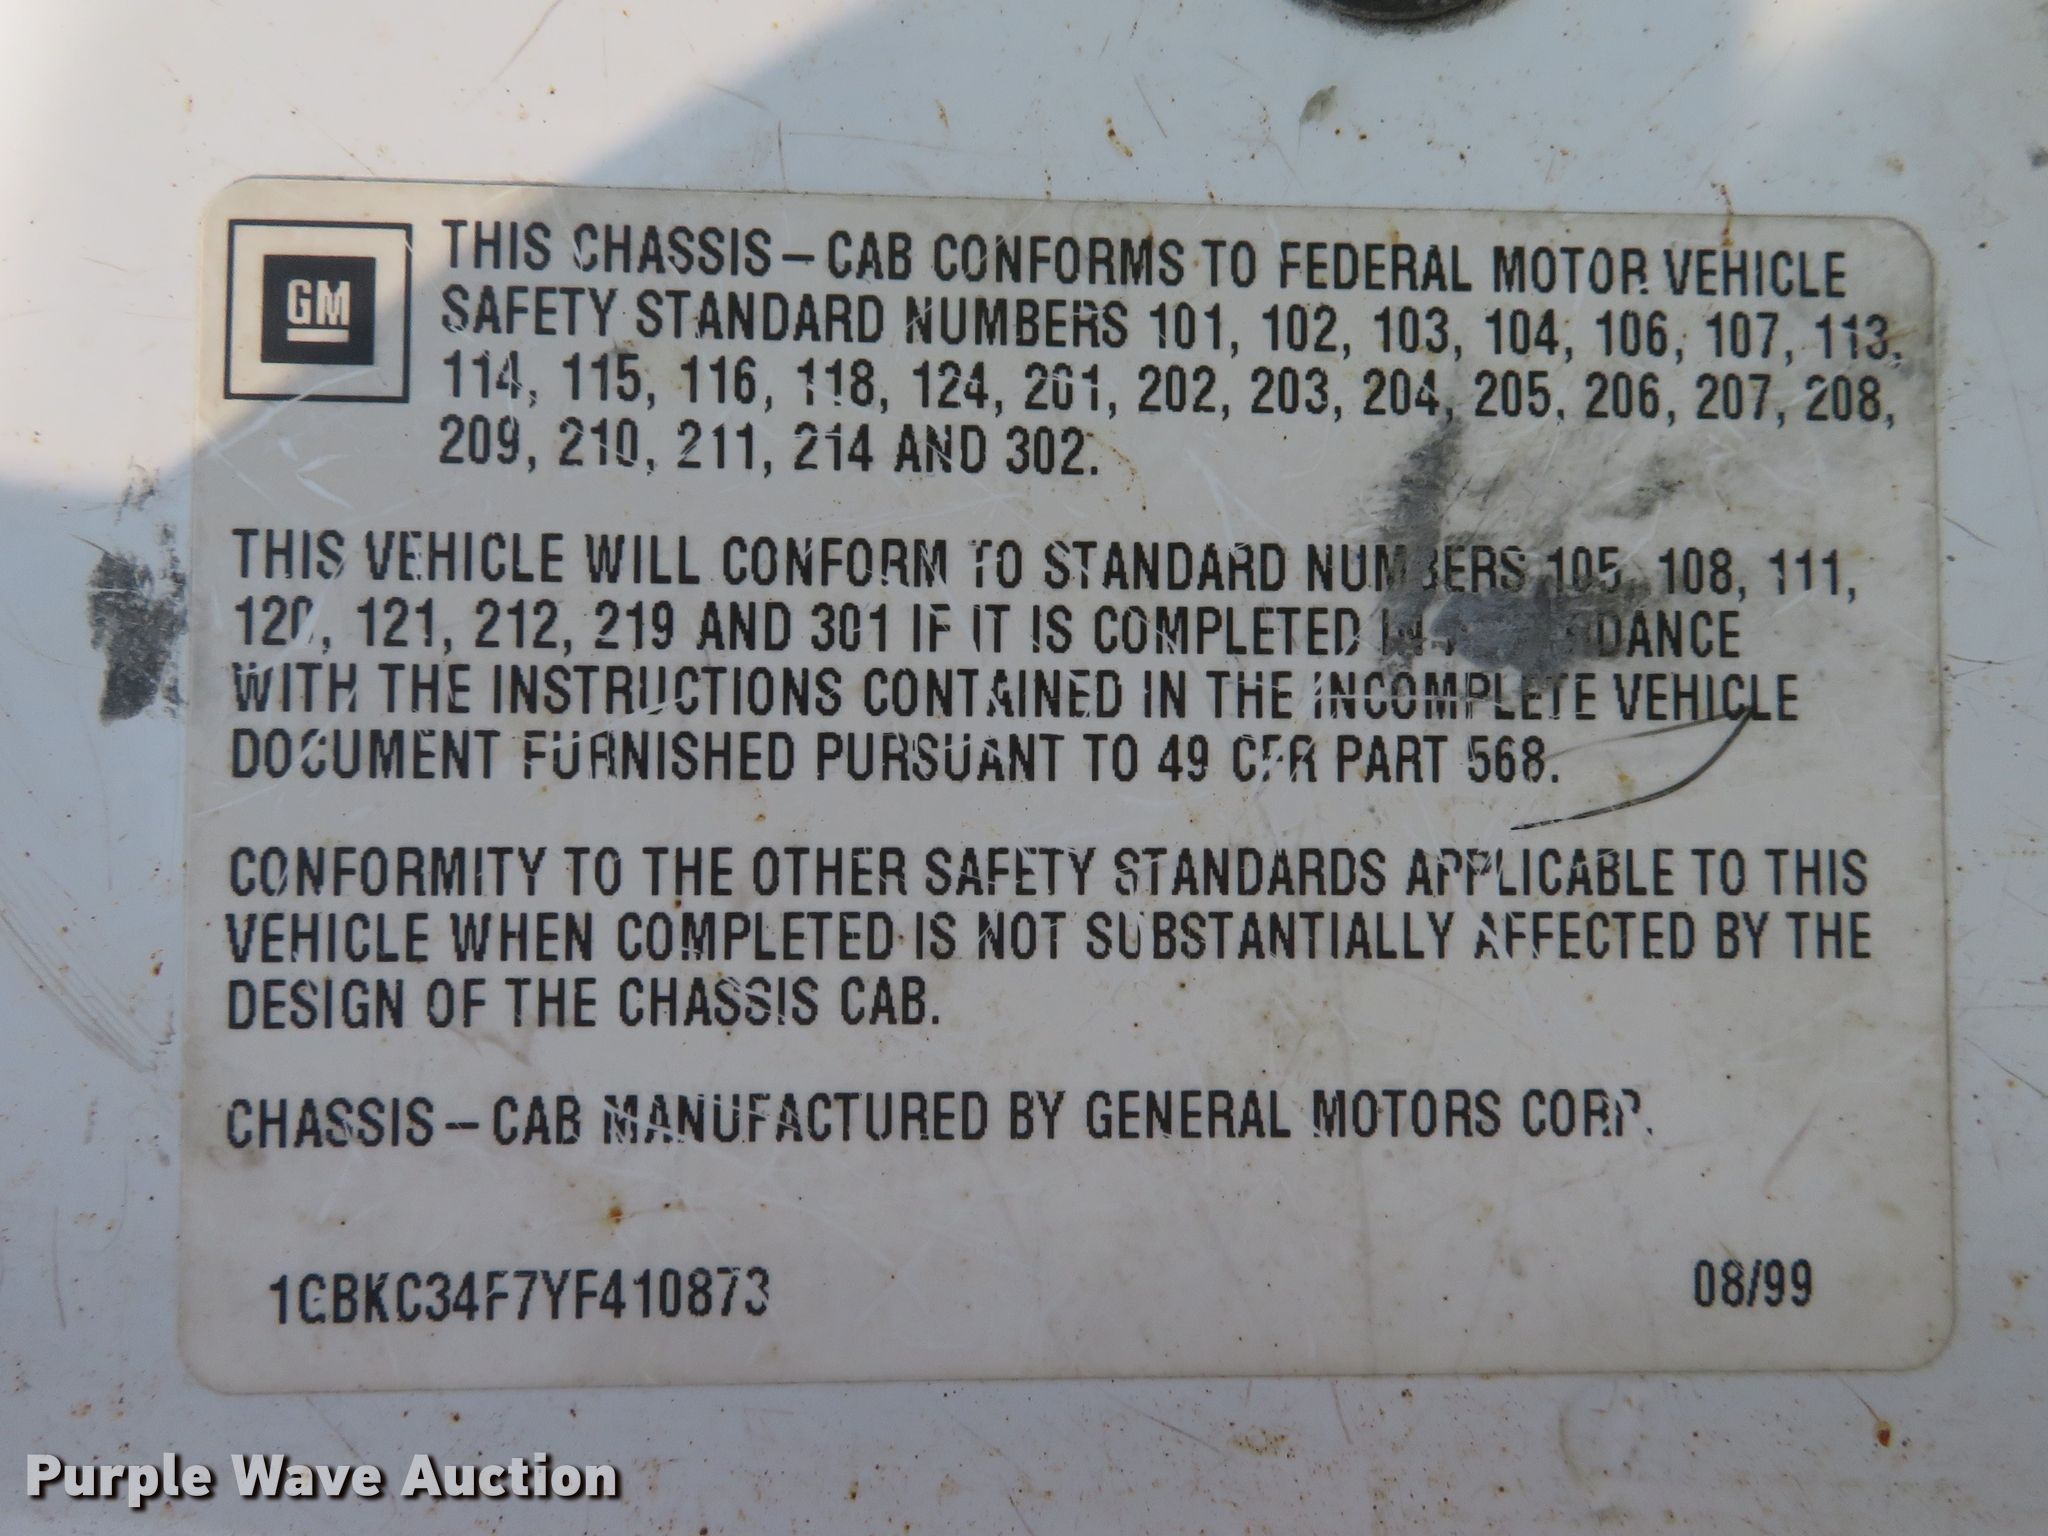 GM
THIS CHASSIS – CAB CONFORMS TO FEDERAL MOTOR VEHICLE
SAFETY STANDARD NUMBERS 101, 102, 103, 104, 106, 107, 113,
114, 115, 116, 118, 124, 201, 202, 203, 204, 205, 206, 207, 208,
209, 210, 211, 214 AND 302.
THIS VEHICLE WILL CONFORM TO STANDARD NUMBERS 105, 108, 111,
120, 121, 212, 219 AND 301 IF IT IS COMPLETED IN ACCORDANCE
WITH THE INSTRUCTIONS CONTAINED IN THE INCOMPLETE VEHICLE
DOCUMENT FURNISHED PURSUANT TO 49 CFR PART 568.
CONFORMITY TO THE OTHER SAFETY STANDARDS APPLICABLE TO THIS
VEHICLE WHEN COMPLETED IS NOT SUBSTANTIALLY AFFECTED BY THE
DESIGN OF THE CHASSIS CAB.
CHASSIS – CAB MANUFACTURED BY GENERAL MOTORS CORP.
1GBKC34F7YF410873
08/99
Purple Wave Auction